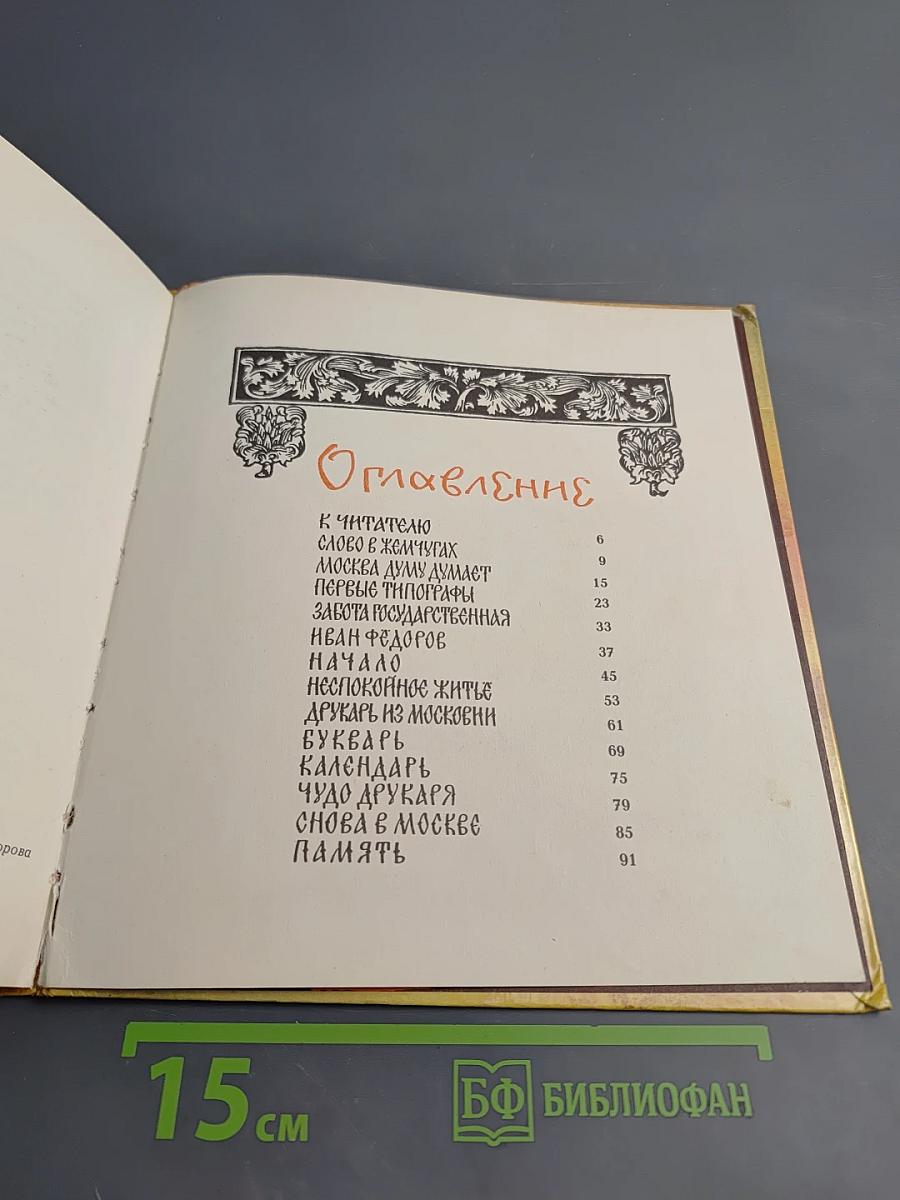 Оглавление
К ЧИТАТЕЛЮ 6
СЛОВО В ЖЕМЧУГАХ 9
МОСКВА ДУМУ ДУМАЕТ 15
ПЕРВЫЕ ТИПОГРАФЫ 23
ЗАБОТА ГОСУДАРСТВЕННАЯ 33
ИВАН ФЕДОРОВ 37
НАЧАЛО 45
НЕСПОКОЙНОЕ ЖИТЬЕ 53
ДРУКАРЬ ИЗ МОСКОВИИ 61
БУКВАРЬ 69
КАЛЕНДАРЬ 75
ЧУДО ДРУКАРЯ 79
СНОВА В МОСКВЕ 85
ПАМЯТЬ 91
15 см
БФ БИБЛИОФАН